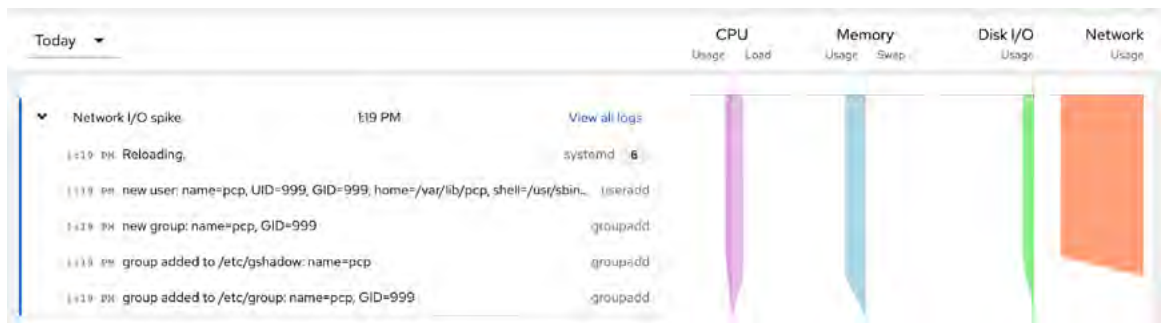 Today
CPU Memory Disk I/O Network
Usage Load Usage Swap Usage Usage
Network I/O spike 1:19 PM View all logs
1:19 PM Reloading. systemd 6
1:19 PM new user: name=pcp, UID=999, GID=999, home=/var/lib/pcp, shell=/usr/sbin... useradd
1:19 PM new group: name=pcp, GID=999 groupadd
1:19 PM group added to /etc/gshadow: name=pcp groupadd
1:19 PM group added to /etc/group: name=pcp, GID=999 groupadd